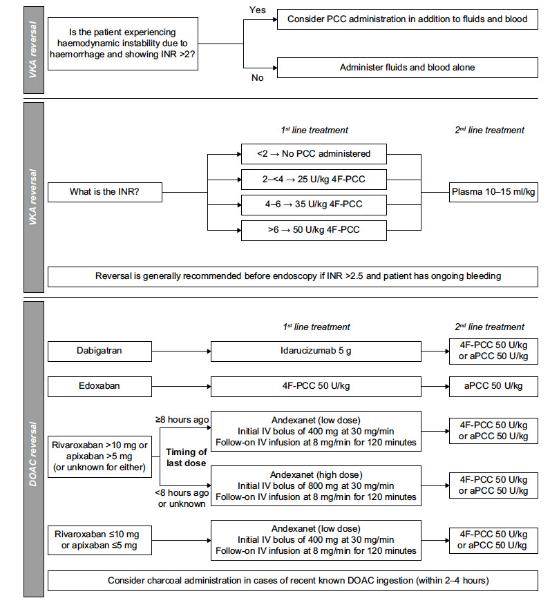 VKA reversal
Is the patient experiencing
haemodynamic instability due to
haemorrhage and showing INR >2?
Yes
No
Consider PCC administration in addition to fluids and blood
Administer fluids and blood alone
VKA reversal
1st line treatment
2nd line treatment
What is the INR?
<2 → No PCC administered
2–<4 → 25 U/kg 4F-PCC
4–6 → 35 U/kg 4F-PCC
>6 → 50 U/kg 4F-PCC
Plasma 10–15 ml/kg
Reversal is generally recommended before endoscopy if INR >2.5 and patient has ongoing bleeding
DOAC reversal
1st line treatment
2nd line treatment
Dabigatran
Idarucizumab 5 g
4F-PCC 50 U/kg
or aPCC 50 U/kg
Edoxaban
4F-PCC 50 U/kg
aPCC 50 U/kg
Rivaroxaban >10 mg or
apixaban >5 mg
(or unknown for either)
≥8 hours ago
Timing of
last dose
<8 hours ago
or unknown
Andexanet (low dose)
Initial IV bolus of 400 mg at 30 mg/min
Follow-on IV infusion at 8 mg/min for 120 minutes
4F-PCC 50 U/kg
or aPCC 50 U/kg
Andexanet (high dose)
Initial IV bolus of 800 mg at 30 mg/min
Follow-on IV infusion at 8 mg/min for 120 minutes
4F-PCC 50 U/kg
or aPCC 50 U/kg
Rivaroxaban ≤10 mg
or apixaban ≤5 mg
Andexanet (low dose)
Initial IV bolus of 400 mg at 30 mg/min
Follow-on IV infusion at 8 mg/min for 120 minutes
4F-PCC 50 U/kg
or aPCC 50 U/kg
Consider charcoal administration in cases of recent known DOAC ingestion (within 2–4 hours)